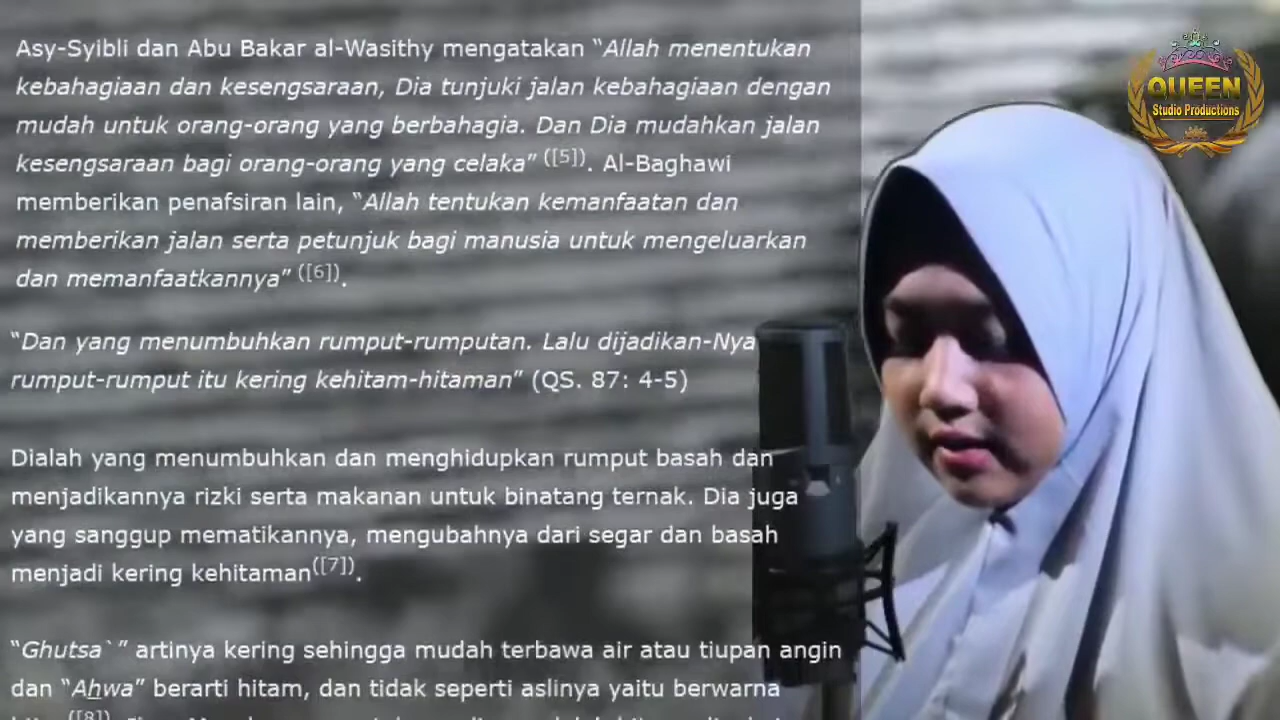 Asy-Syibli dan Abu Bakar al-Wasithy mengatakan “Allah menentukan
kebahagiaan dan kesengsaraan, Dia tunjuki jalan kebahagiaan dengan
mudah untuk orang-orang yang berbahagia. Dan Dia mudahkan jalan
kesengsaraan bagi orang-orang yang celaka” ([5]). Al-Baghawi
memberikan penafsiran lain, “Allah tentukan kemanfaatan dan
memberikan jalan serta petunjuk bagi manusia untuk mengeluarkan
dan memanfaatkannya” ([6]).
“Dan yang menumbuhkan rumput-rumputan. Lalu dijadikan-Nya
rumput-rumput itu kering kehitam-hitaman” (QS. 87: 4-5)
Dialah yang menumbuhkan dan menghidupkan rumput basah dan
menjadikannya rizki serta makanan untuk binatang ternak. Dia juga
yang sanggup mematikannya, mengubahnya dari segar dan basah
menjadi kering kehitaman([7]).
“Ghutsa`” artinya kering sehingga mudah terbawa air atau tiupan angin
dan “Ahwa” berarti hitam, dan tidak seperti aslinya yaitu berwarna
([8])
QUEEN
Studio Productions